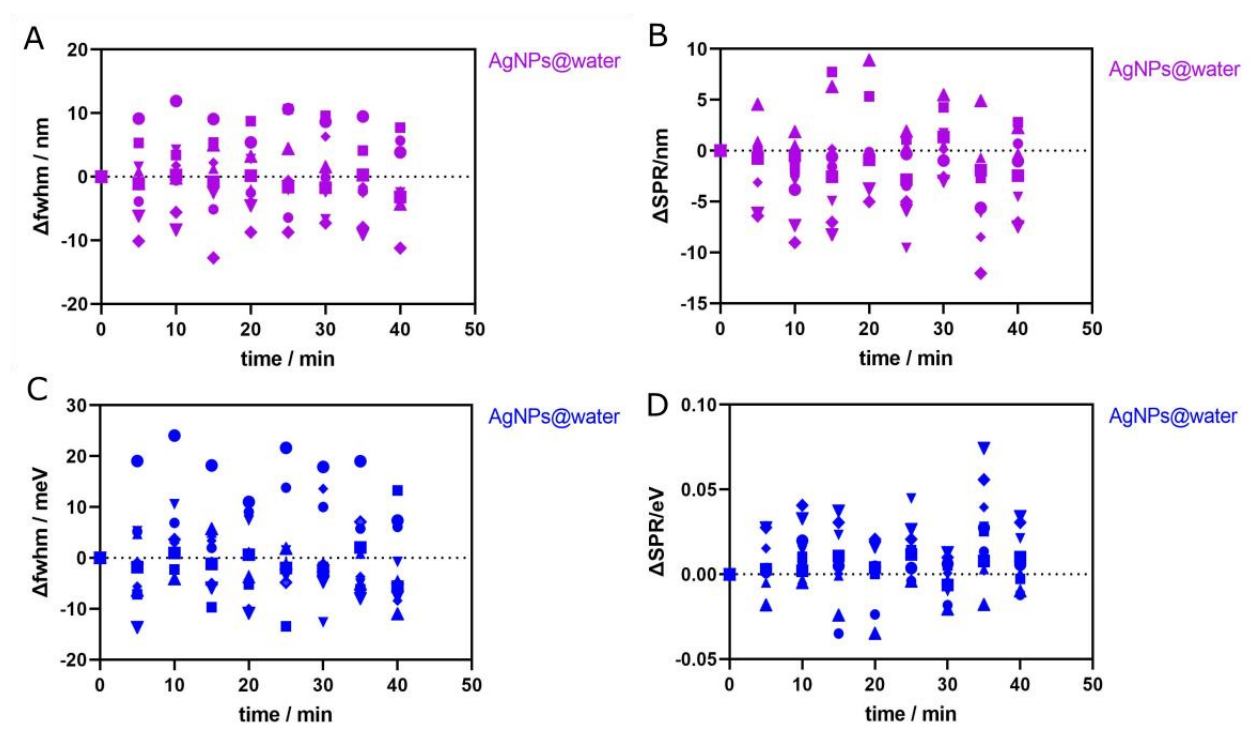 A
20
10
0
-10
-20
Δfwhm / nm
0 10 20 30 40 50
time / min
AgNPs@water
B
10
5
0
-5
-10
-15
ΔSPR/nm
0 10 20 30 40 50
time / min
AgNPs@water
C
30
20
10
0
-10
-20
Δfwhm / meV
0 10 20 30 40 50
time / min
AgNPs@water
D
0.10
0.05
0.00
-0.05
ΔSPR/eV
0 10 20 30 40 50
time / min
AgNPs@water